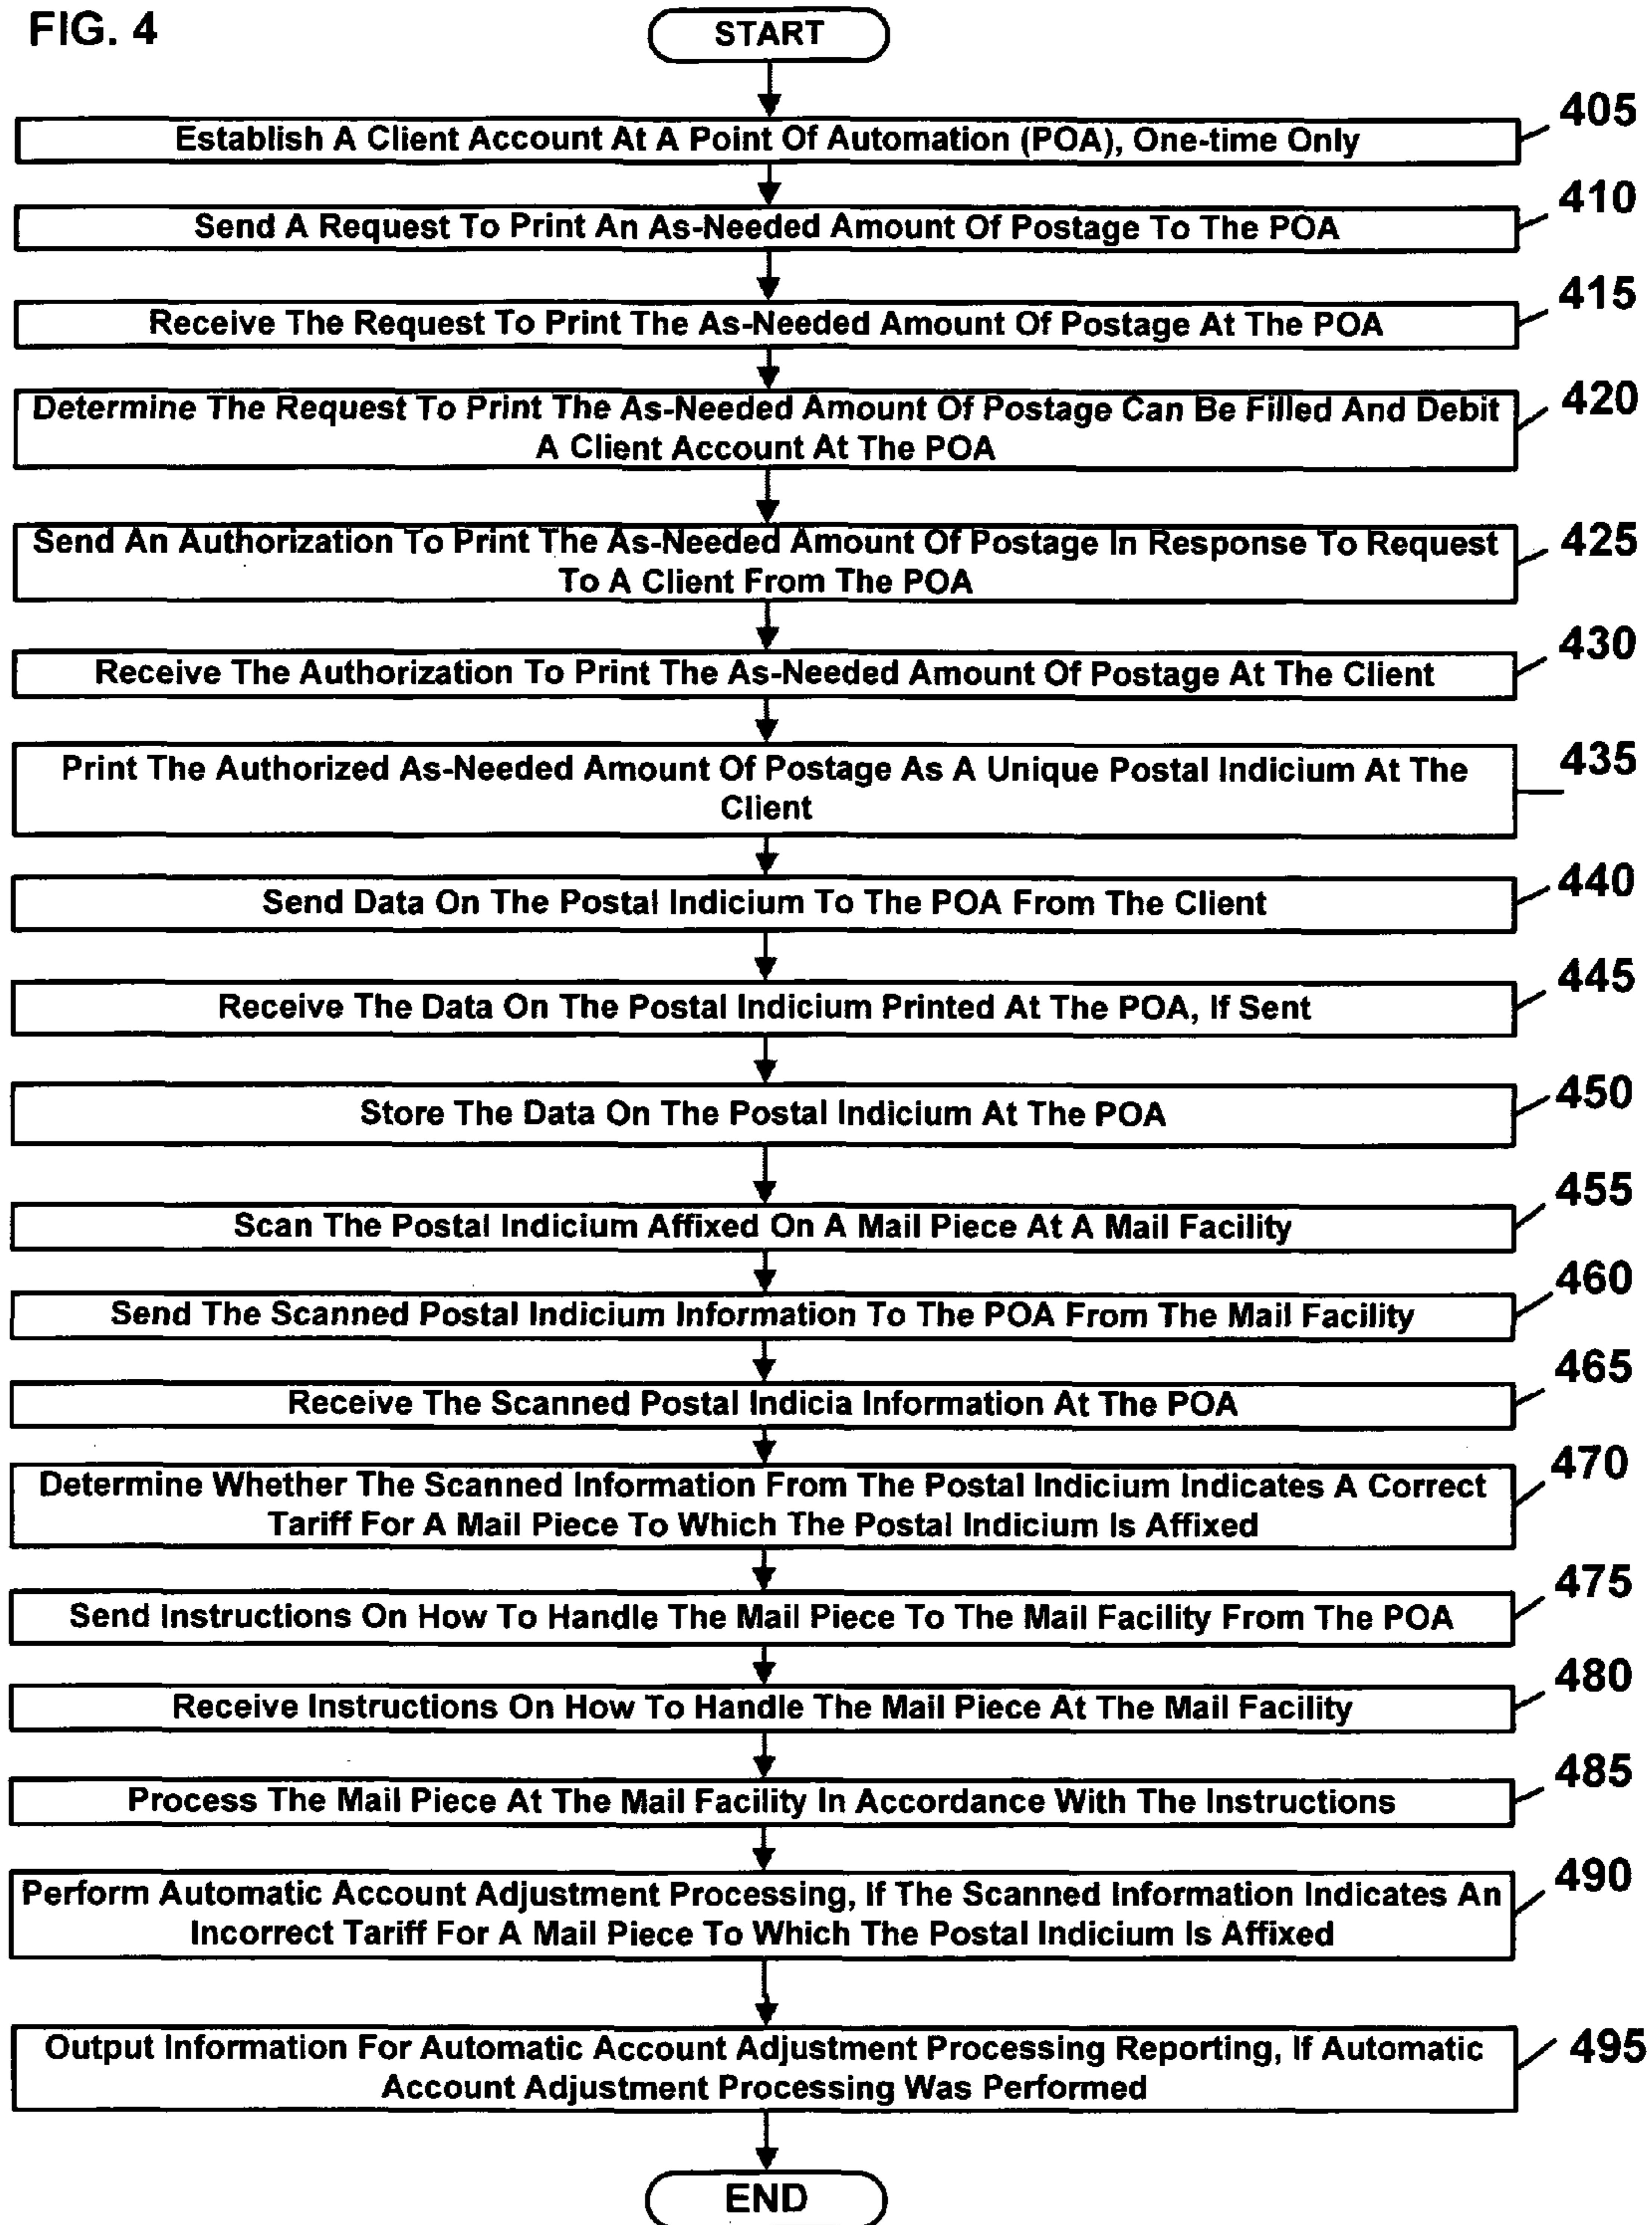 FIG. 4
START
Establish A Client Account At A Point Of Automation (POA), One-time Only
405
Send A Request To Print An As-Needed Amount Of Postage To The POA
410
Receive The Request To Print The As-Needed Amount Of Postage At The POA
415
Determine The Request To Print The As-Needed Amount Of Postage Can Be Filled And Debit
A Client Account At The POA
420
Send An Authorization To Print The As-Needed Amount Of Postage In Response To Request
To A Client From The POA
425
Receive The Authorization To Print The As-Needed Amount Of Postage At The Client
430
Print The Authorized As-Needed Amount Of Postage As A Unique Postal Indicium At The
Client
435
Send Data On The Postal Indicium To The POA From The Client
440
Receive The Data On The Postal Indicium Printed At The POA, If Sent
445
Store The Data On The Postal Indicium At The POA
450
Scan The Postal Indicium Affixed On A Mail Piece At A Mail Facility
455
Send The Scanned Postal Indicium Information To The POA From The Mail Facility
460
Receive The Scanned Postal Indicia Information At The POA
465
Determine Whether The Scanned Information From The Postal Indicium Indicates A Correct
Tariff For A Mail Piece To Which The Postal Indicium Is Affixed
470
Send Instructions On How To Handle The Mail Piece To The Mail Facility From The POA
475
Receive Instructions On How To Handle The Mail Piece At The Mail Facility
480
Process The Mail Piece At The Mail Facility In Accordance With The Instructions
485
Perform Automatic Account Adjustment Processing, If The Scanned Information Indicates An
Incorrect Tariff For A Mail Piece To Which The Postal Indicium Is Affixed
490
Output Information For Automatic Account Adjustment Processing Reporting, If Automatic
Account Adjustment Processing Was Performed
495
END